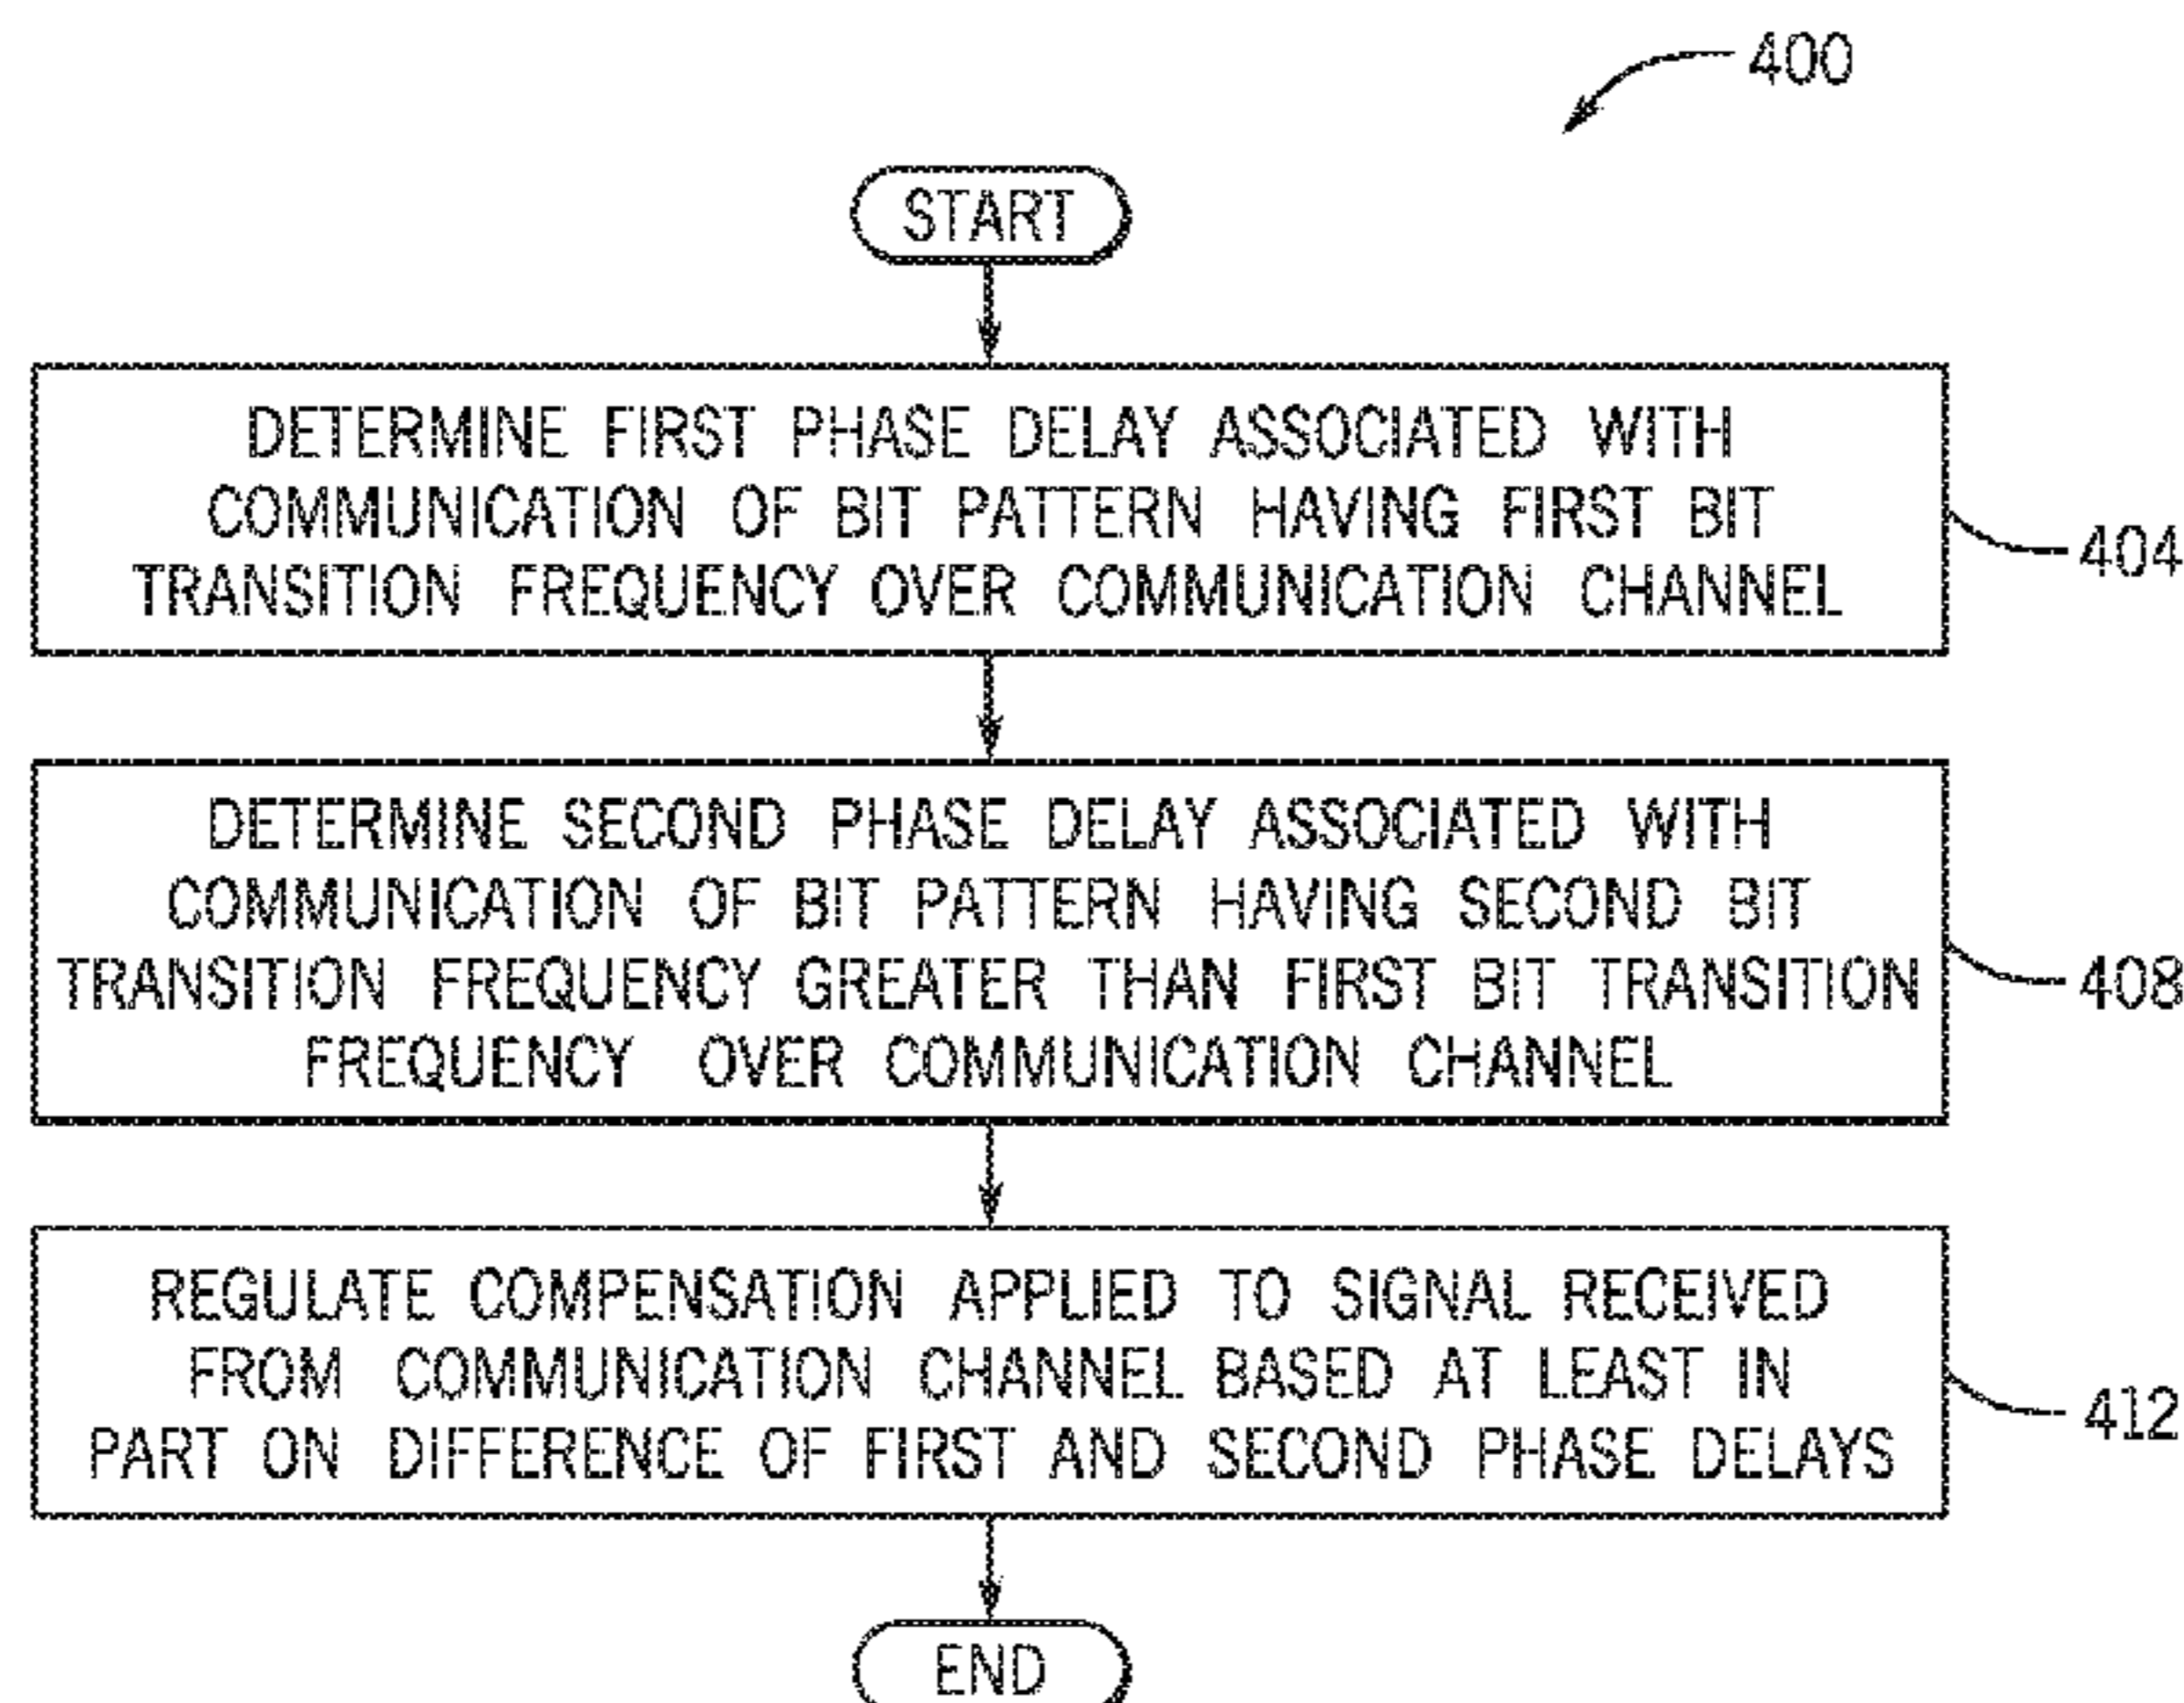 400
START
DETERMINE FIRST PHASE DELAY ASSOCIATED WITH
COMMUNICATION OF BIT PATTERN HAVING FIRST BIT
TRANSITION FREQUENCY OVER COMMUNICATION CHANNEL
404
DETERMINE SECOND PHASE DELAY ASSOCIATED WITH
COMMUNICATION OF BIT PATTERN HAVING SECOND BIT
TRANSITION FREQUENCY GREATER THAN FIRST BIT TRANSITION
FREQUENCY OVER COMMUNICATION CHANNEL
408
REGULATE COMPENSATION APPLIED TO SIGNAL RECEIVED
FROM COMMUNICATION CHANNEL BASED AT LEAST IN
PART ON DIFFERENCE OF FIRST AND SECOND PHASE DELAYS
412
END